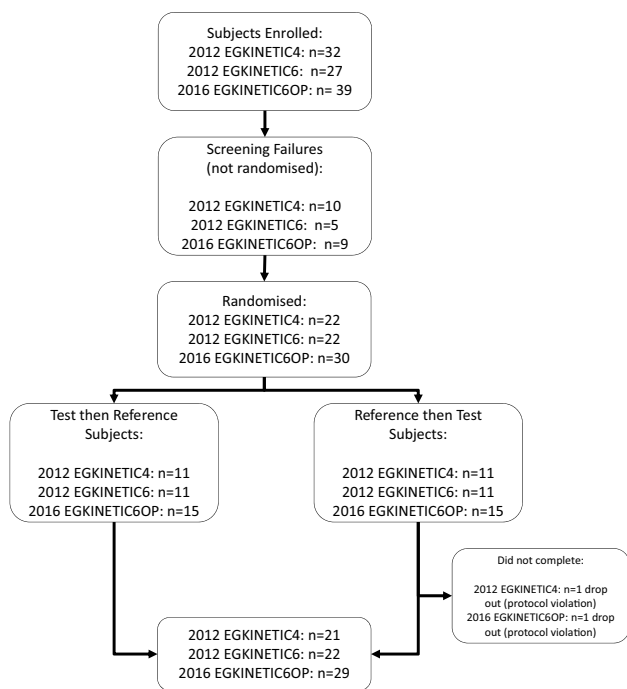 Subjects Enrolled:
2012 EGKINETIC4: n=32
2012 EGKINETIC6: n=27
2016 EGKINETIC6OP: n= 39
Screening Failures
(not randomised):
2012 EGKINETIC4: n=10
2012 EGKINETIC6: n=5
2016 EGKINETIC6OP: n=9
Randomised:
2012 EGKINETIC4: n=22
2012 EGKINETIC6: n=22
2016 EGKINETIC6OP: n=30
Test then Reference
Subjects:
2012 EGKINETIC4: n=11
2012 EGKINETIC6: n=11
2016 EGKINETIC6OP: n=15
Reference then Test
Subjects:
2012 EGKINETIC4: n=11
2012 EGKINETIC6: n=11
2016 EGKINETIC6OP: n=15
Did not complete:
2012 EGKINETIC4: n=1 drop
out (protocol violation)
2016 EGKINETIC6OP: n=1 drop
out (protocol violation)
2012 EGKINETIC4: n=21
2012 EGKINETIC6: n=22
2016 EGKINETIC6OP: n=29